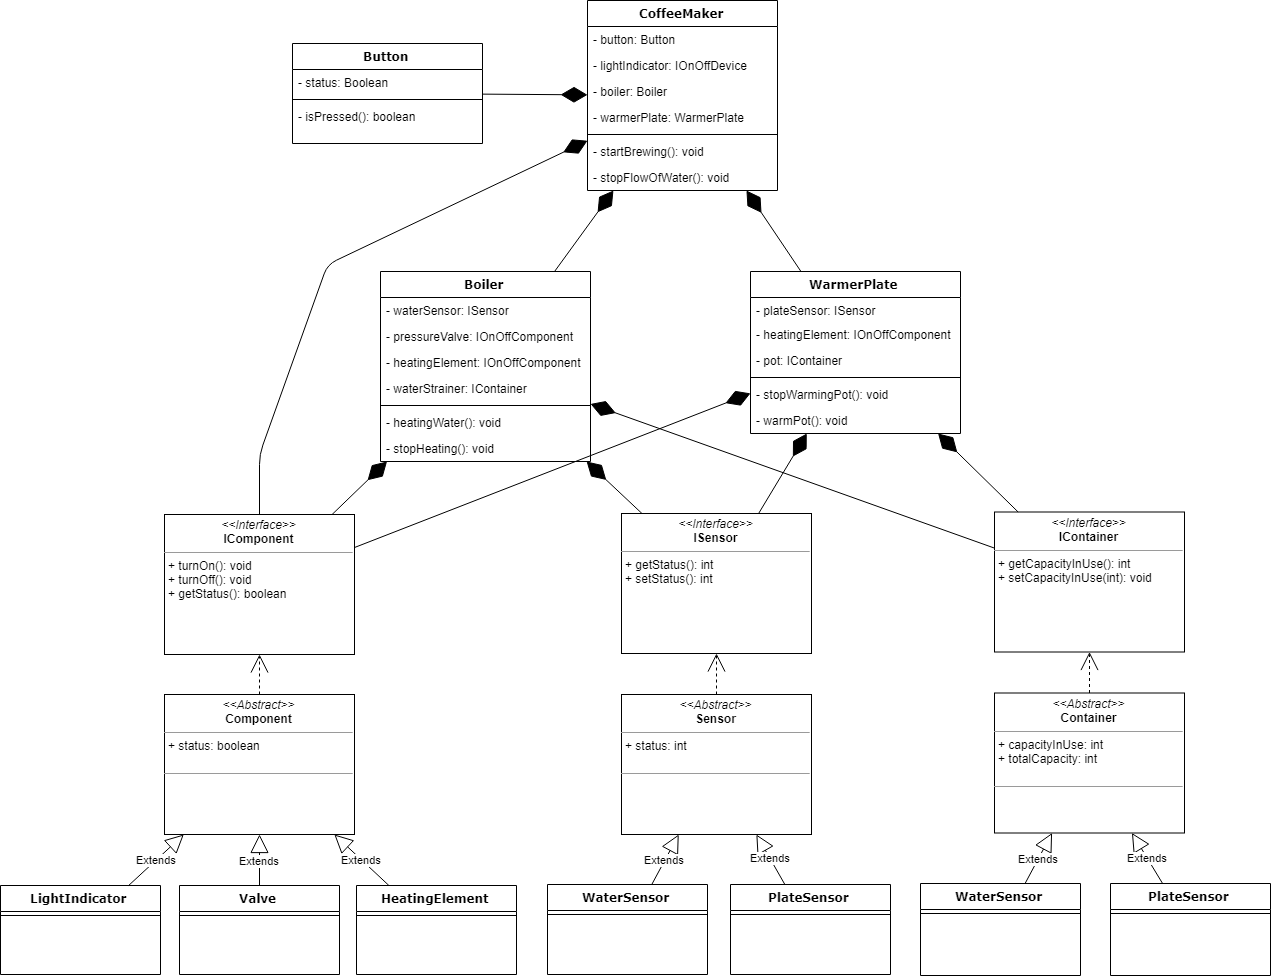 CoffeeMaker
- button: Button
- lightIndicator: IOnOffDevice
- boiler: Boiler
- warmerPlate: WarmerPlate
- startBrewing(): void
- stopFlowOfWater(): void
Button
- status: Boolean
- isPressed(): boolean
Boiler
- waterSensor: ISensor
- pressureValve: IOnOffComponent
- heatingElement: IOnOffComponent
- waterStrainer: IContainer
- heatingWater(): void
- stopHeating(): void
WarmerPlate
- plateSensor: ISensor
- heatingElement: IOnOffComponent
- pot: IContainer
- stopWarmingPot(): void
- warmPot(): void
<<Interface>>
IComponent
+ turnOn(): void
+ turnOff(): void
+ getStatus(): boolean
<<Interface>>
ISensor
+ getStatus(): int
+ setStatus(): int
<<Interface>>
IContainer
+ getCapacityInUse(): int
+ setCapacityInUse(int): void
<<Abstract>>
Component
+ status: boolean
<<Abstract>>
Sensor
+ status: int
<<Abstract>>
Container
+ capacityInUse: int
+ totalCapacity: int
Extends
Extends
Extends
Extends
Extends
Extends
Extends
LightIndicator
Valve
HeatingElement
WaterSensor
PlateSensor
WaterSensor
PlateSensor